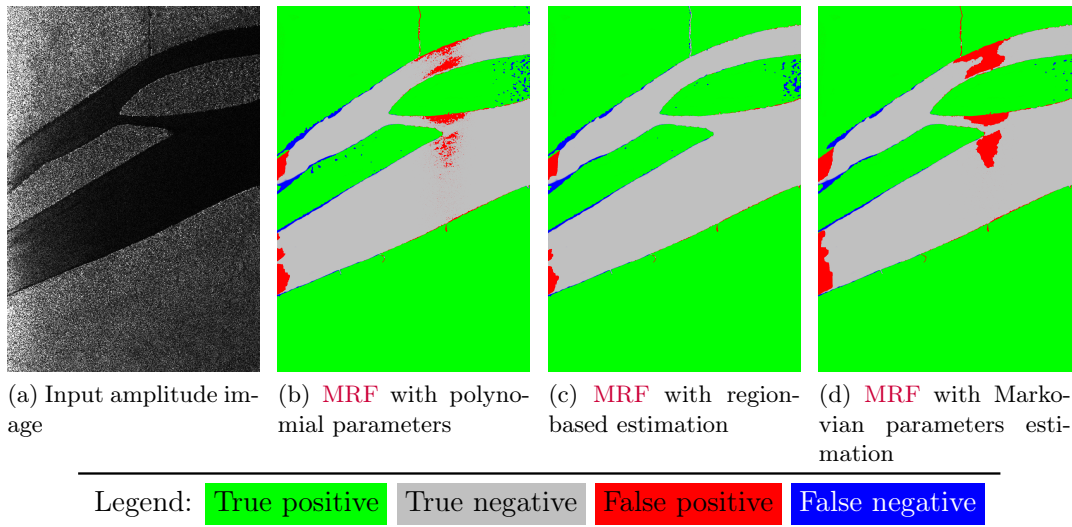 (a) Input amplitude im-
age
(b) MRF with polyno-
mial parameters
(c) MRF with region-
based estimation
(d) MRF with Marko-
vian parameters esti-
mation
Legend: True positive True negative False positive False negative